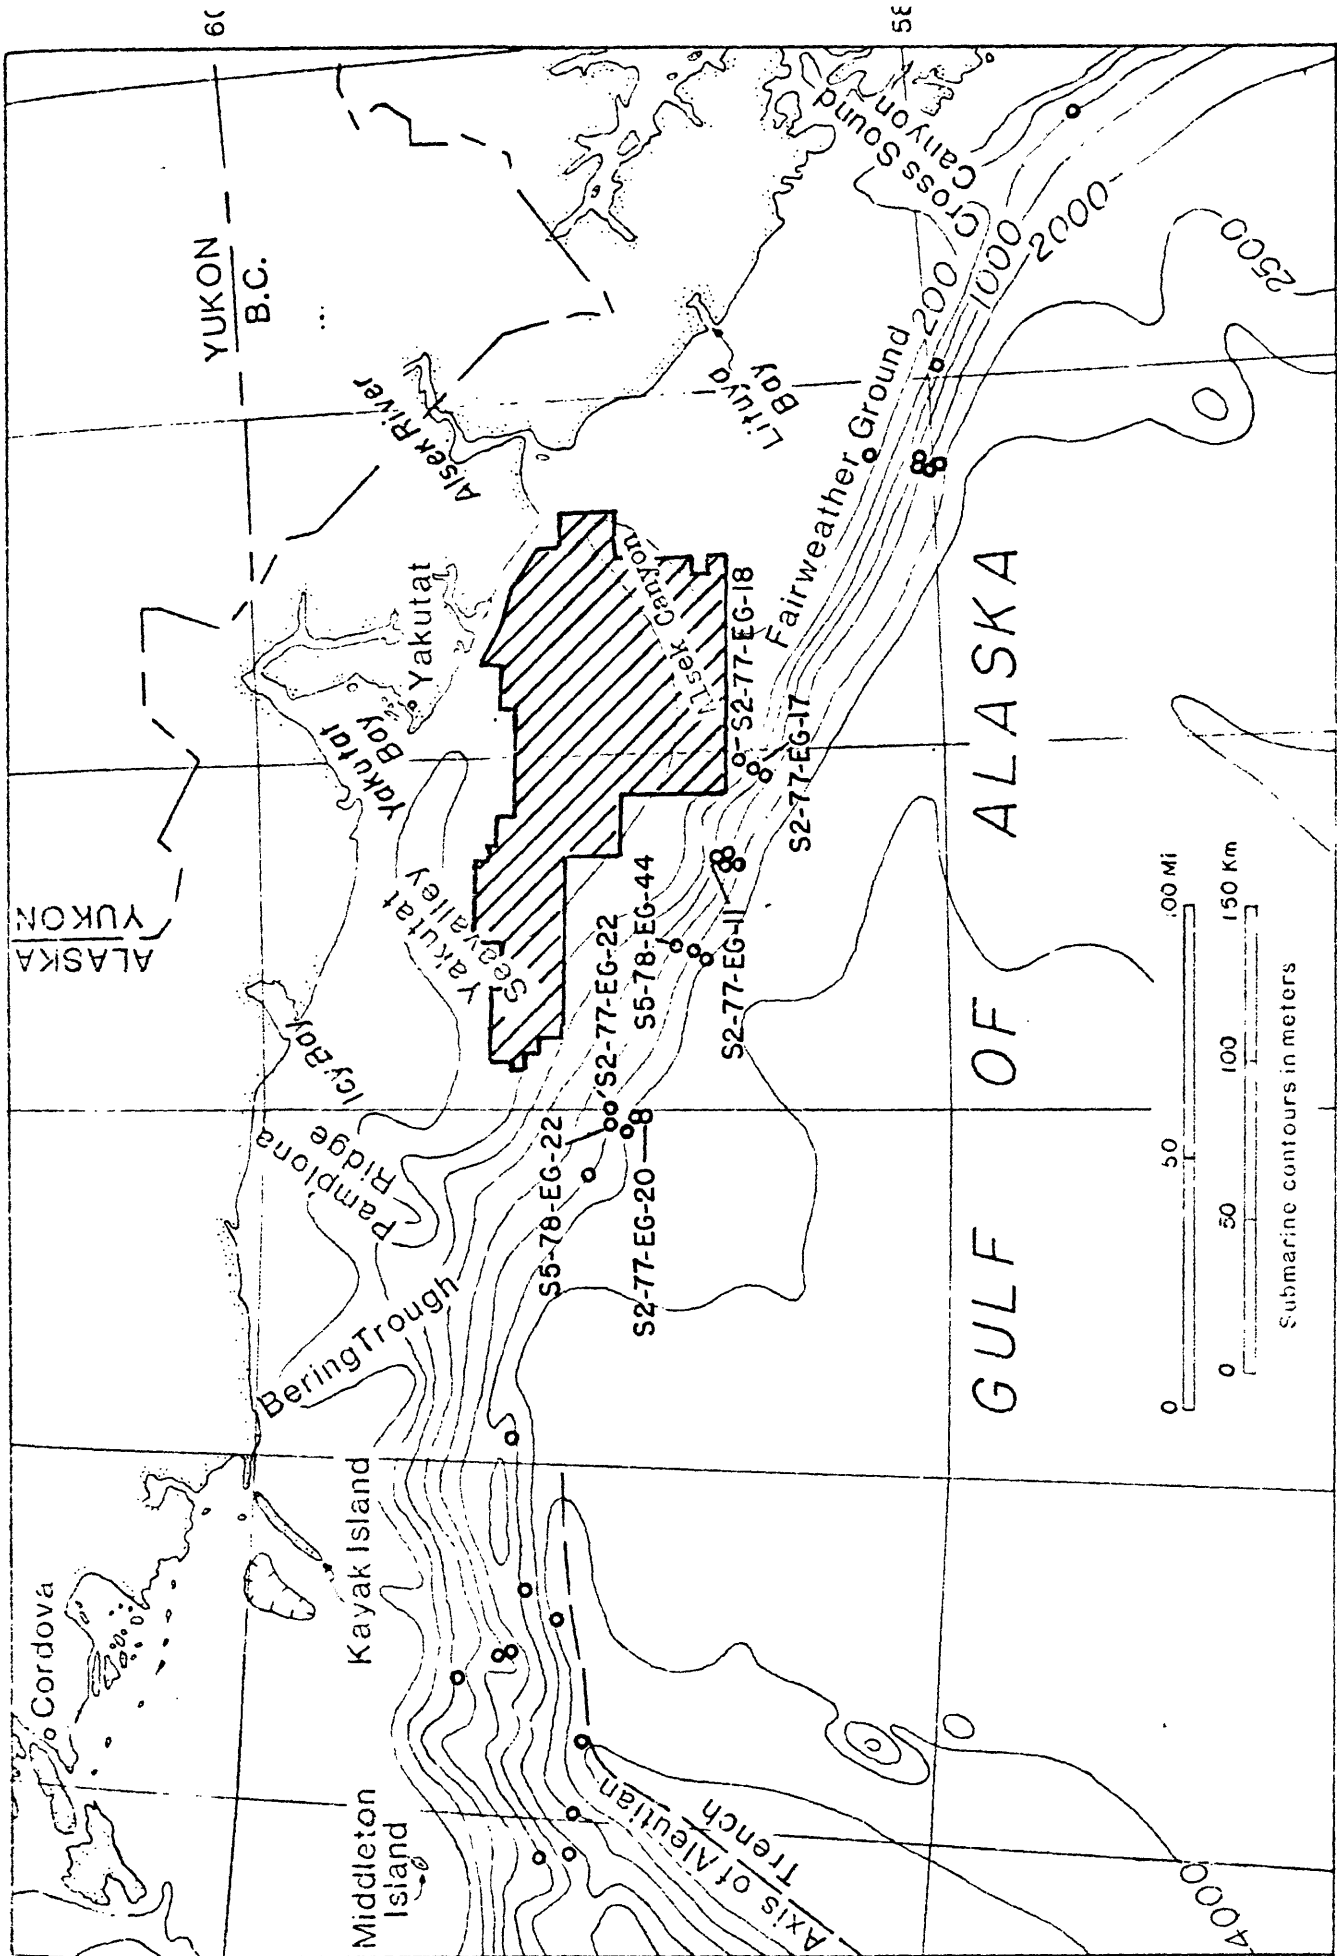 Cordova
Middleton
Island
Kayak Island
Bering Trough
Pamplona
Ridge
Icy Bay
ALASKA
YUKON
Yakutat
Bay
Yakutat
Yakutat
Seavalley
YUKON
B.C.
Alsek River
Alsek Canyon
Lituya
Bay
Fairweather Ground
Cross Sound
Canyon
200
1000
2000
2500
58
S5-78-EG-22
S2-77-EG-22
S2-77-EG-20
8
S5-78-EG-44
S2-77-EG-11
S2-77-EG-17
S2-77-EG-18
Axis of Aleutian
Trench
4000
GULF OF ALASKA
0 50 100 Mi
0 50 100 150 Km
Submarine contours in meters